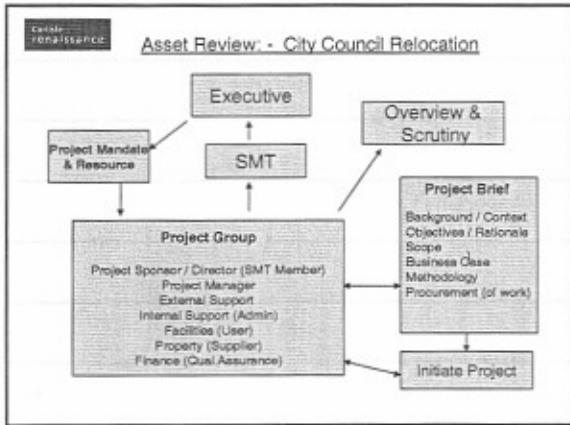 Carlisle
renaissance
Asset Review: - City Council Relocation
Executive
Overview &
Scrutiny
Project Mandate
& Resource
SMT
Project Brief
Background / Context
Objectives / Rationale
Scope
Business Case
Methodology
Procurement (of work)
Project Group
Project Sponsor / Director (SMT Member)
Project Manager
External Support
Internal Support (Admin)
Facilities (User)
Property (Supplier)
Finance (Qual Assurance)
Initiate Project